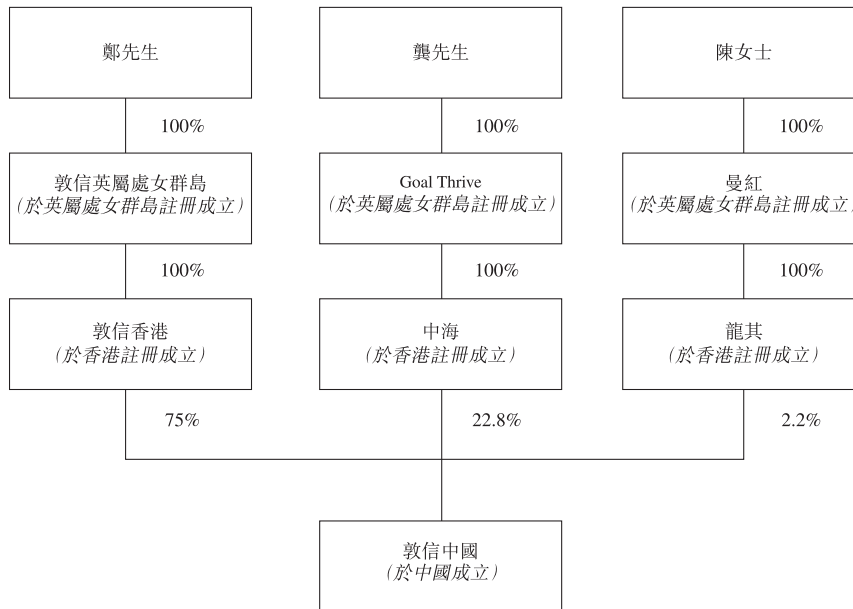 鄭先生
龔先生
陳女士
100%
100%
100%
敦信英屬處女群島
(於英屬處女群島註冊成立)
Goal Thrive
(於英屬處女群島註冊成立)
曼紅
(於英屬處女群島註冊成立)
100%
100%
100%
敦信香港
(於香港註冊成立)
中海
(於香港註冊成立)
龍其
(於香港註冊成立)
75%
22.8%
2.2%
敦信中國
(於中國成立)